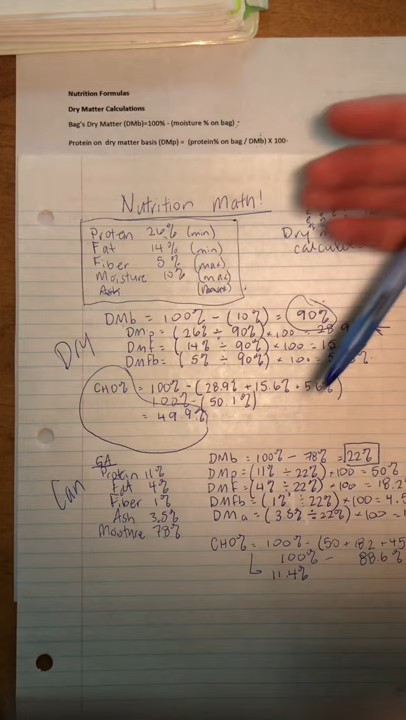 Nutrition Formulas
Dry Matter Calculations
Bag's Dry Matter (DMb)=100% - (moisture % on bag)
Protein on dry matter basis (DMp) = (protein% on bag / DMb) X 100
Nutrition Math!
Protein 26% (min)
Fat 14% (min)
Fiber 5% (max)
Moisture 10% (max)
Dry
DMb = 100% - (10%) = 90%
DMp = (26% ÷ 90%) × 100 = 28.9
DMf = (14% ÷ 90%) × 100 = 15
DMfb = (5% ÷ 90%) × 100 = 5
CHO% = 100% - (28.9 + 15.6% + 5.6%)
100% - (50.1%)
= 49.9%
Can
GA
Protein 11%
Fat 4%
Fiber 1%
Ash 3.5%
Moisture 78%
DMb = 100% - 78% = 22%
DMp = (11% ÷ 22%) × 100 = 50%
DMf = (4% ÷ 22%) × 100 = 18.2
DMfb = (1% ÷ 22%) × 100 = 4.5
DMa = (3.5% ÷ 22%) × 100 = 1
CHO% = 100% - (50 + 18.2 + 45
100% - 88.6%
11.4%